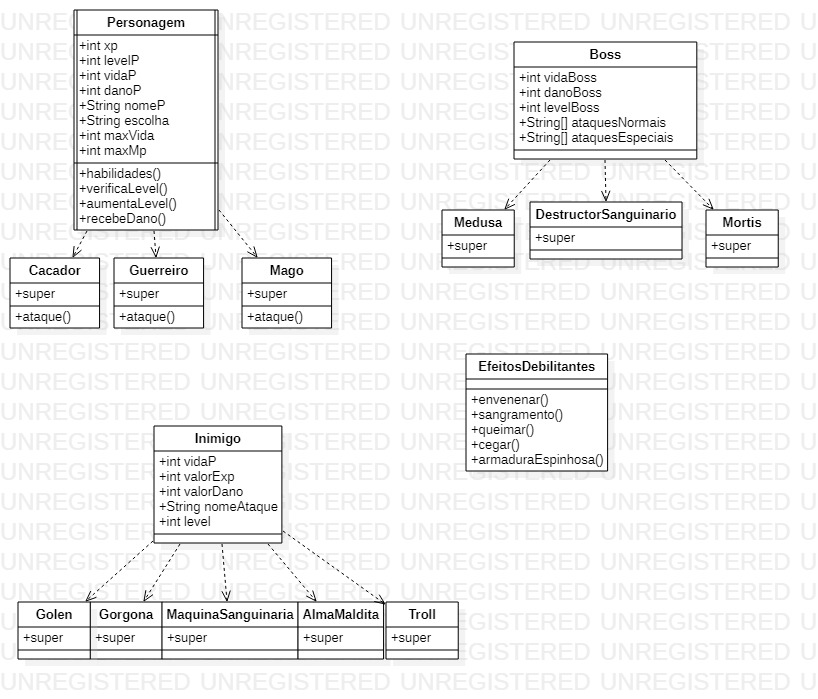 Personagem
+int xp
+int levelP
+int vidaP
+int danoP
+String nomeP
+String escolha
+int maxVida
+int maxMp
+habilidades()
+verificaLevel()
+aumentaLevel()
+recebeDano()
Cacador
+super
+ataque()
Guerreiro
+super
+ataque()
Mago
+super
+ataque()
Boss
+int vidaBoss
+int danoBoss
+int levelBoss
+String[] ataquesNormais
+String[] ataquesEspeciais
Medusa
+super
DestructorSanguinario
+super
Mortis
+super
EfeitosDebilitantes
+envenenar()
+sangramento()
+queimar()
+cegar()
+armaduraEspinhosa()
Inimigo
+int vidaP
+int valorExp
+int valorDano
+String nomeAtaque
+int level
Golen
+super
Gorgona
+super
MaquinaSanguinaria
+super
AlmaMaldita
+super
Troll
+super
UNREGISTERED